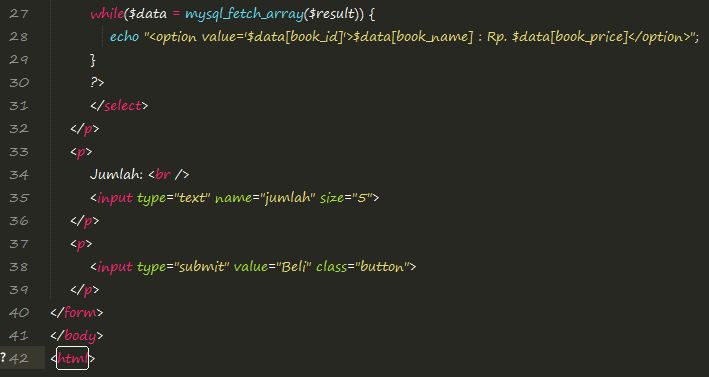 27 while($data = mysql_fetch_array($result)) {
28 echo "<option value='$data[book_id]'>$data[book_name] : Rp. $data[book_price]</option>";
29 }
30 ?>
31 </select>
32 </p>
33 <p>
34 Jumlah: <br />
35 <input type="text" name="jumlah" size="5">
36 </p>
37 <p>
38 <input type="submit" value="Beli" class="button">
39 </p>
40 </form>
41 </body>
? 42 <html>